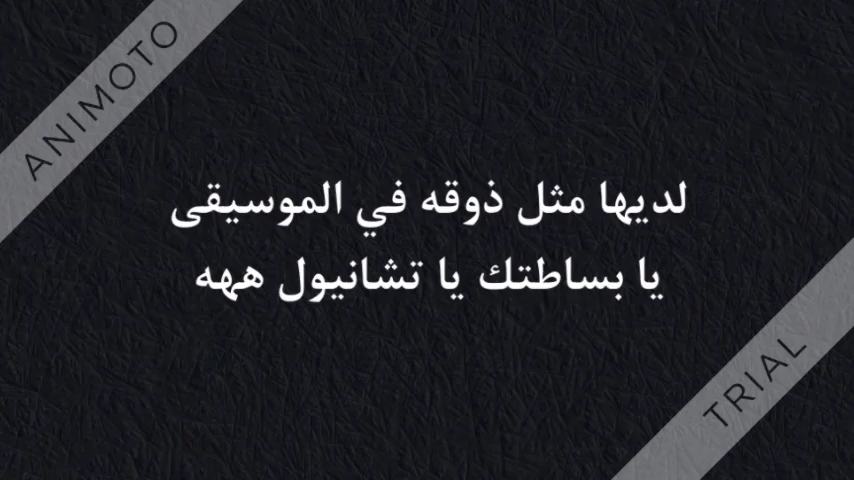 ANIMOTO
لديها مثل ذوقه في الموسيقى
يا بساطتك يا تشانيول ههه
TRIAL